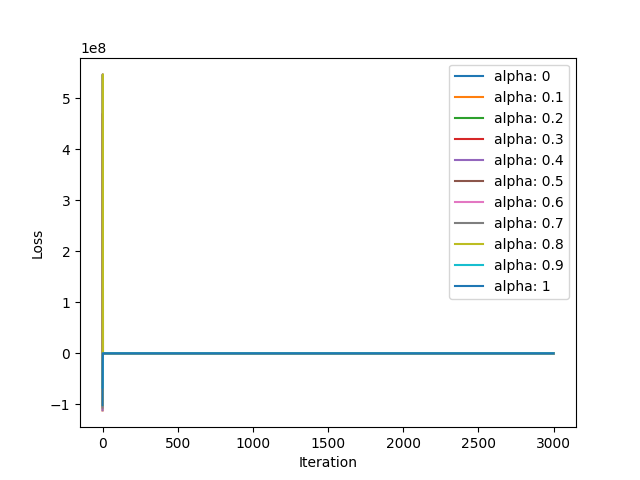 1e8
5
4
3
2
1
0
−1
Loss
0
500
1000
1500
2000
2500
3000
Iteration
alpha: 0
alpha: 0.1
alpha: 0.2
alpha: 0.3
alpha: 0.4
alpha: 0.5
alpha: 0.6
alpha: 0.7
alpha: 0.8
alpha: 0.9
alpha: 1